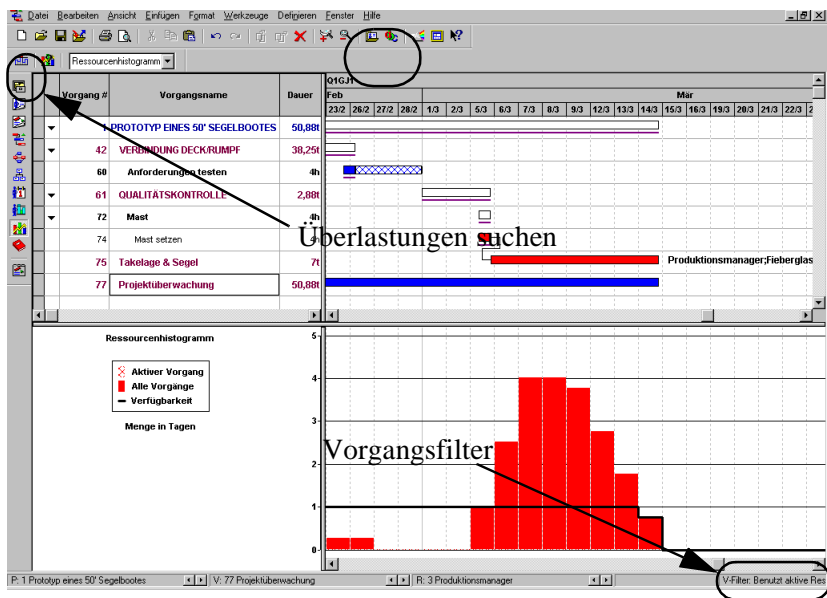 Datei Bearbeiten Ansicht Einfügen Format Werkzeuge Definieren Fenster Hilfe
Ressourcenhistogramm
Vorgang # Vorgangsname Dauer
Q1GJ1
Feb Mär
23/2 26/2 27/2 28/2 1/3 2/3 5/3 6/3 7/3 8/3 9/3 12/3 13/3 14/3 15/3 16/3 19/3 20/3 21/3 22/3 2
1 PROTOTYP EINES 50' SEGELBOOTES 50,88t
42 VERBINDUNG DECK/RUMPF 38,25t
60 Anforderungen testen 4h
61 QUALITÄTSKONTROLLE 2,88t
72 Mast 4h
74 Mast setzen 4h
Überlastungen suchen
75 Takelage & Segel 7t Produktionsmanager;Fieberglas
77 Projektüberwachung 50,88t
Ressourcenhistogramm
Aktiver Vorgang
Alle Vorgänge
Verfügbarkeit
Menge in Tagen
5
4
3
2
1
0
Vorgangsfilter
P: 1 Prototyp eines 50' Segelbootes V: 77 Projektüberwachung R: 3 Produktionsmanager V-Filter: Benutzt aktive Res